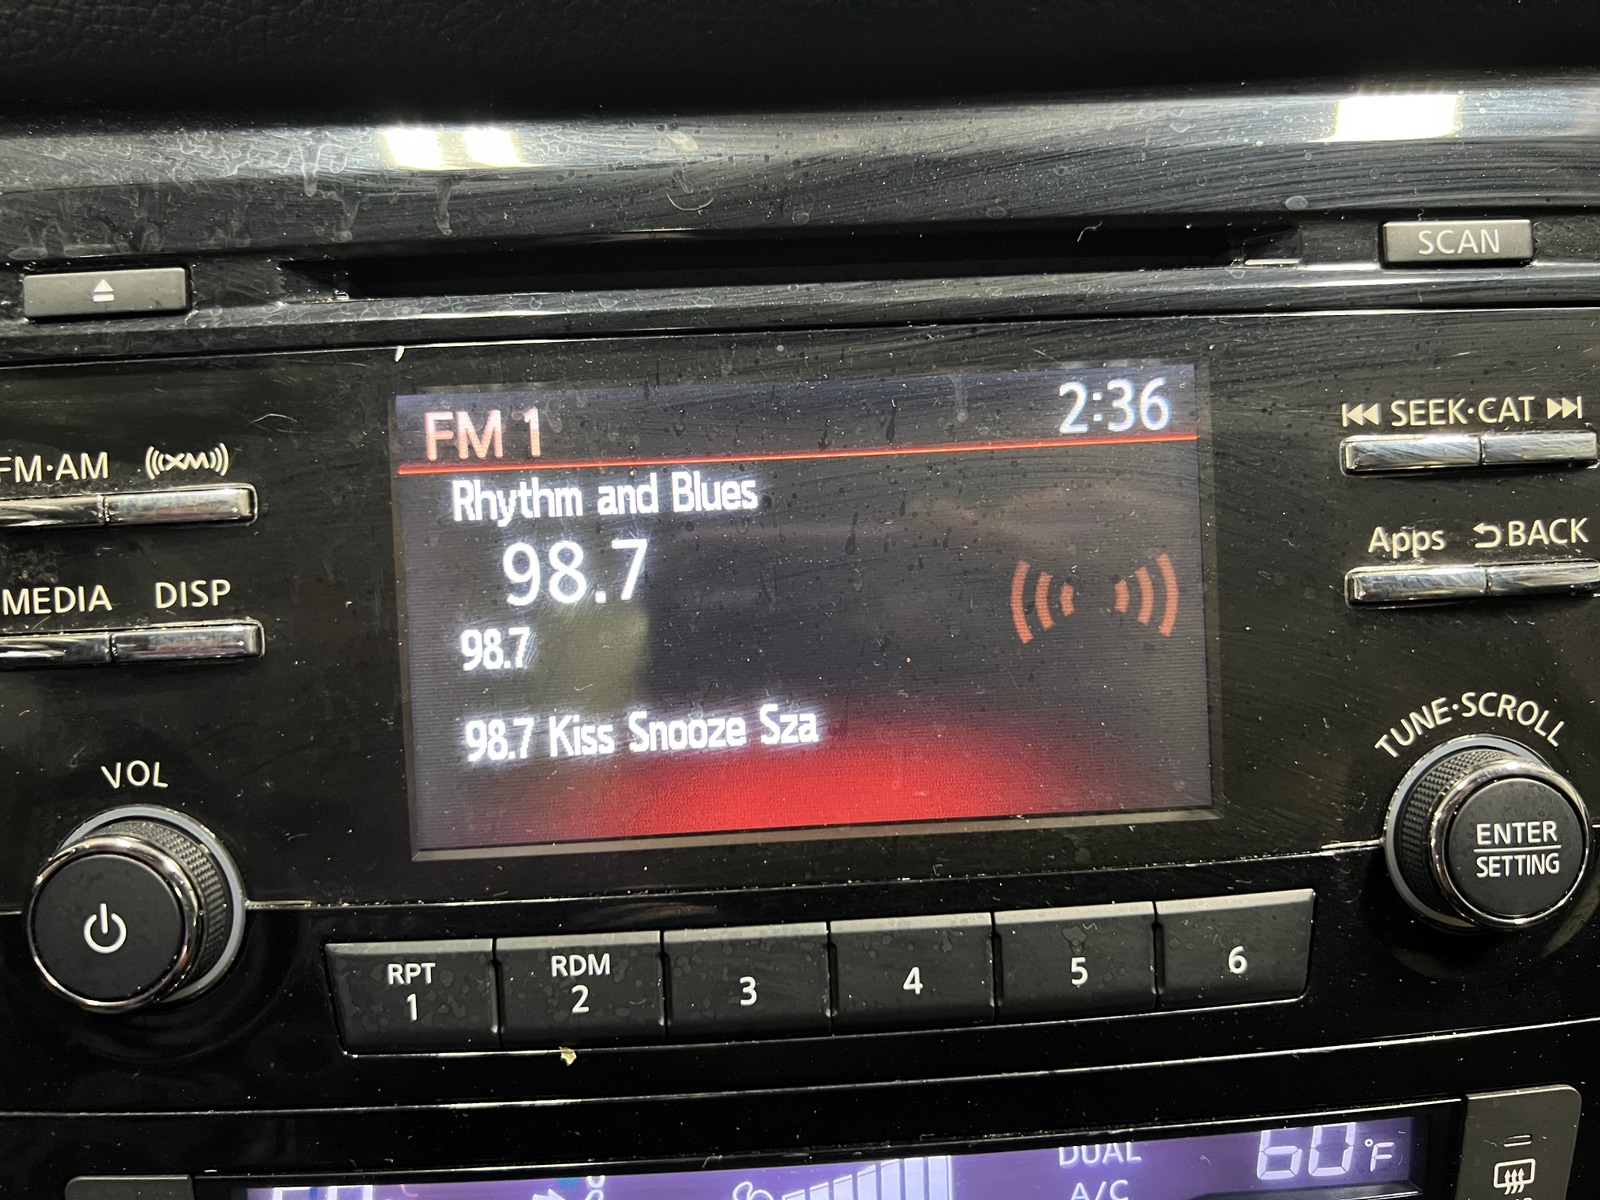 SCAN
FM 1
2:36
SEEK·CAT
FM·AM
XM
Rhythm and Blues
98.7
Apps
BACK
MEDIA
DISP
98.7
98.7 Kiss Snooze Sza
TUNE·SCROLL
VOL
ENTER
SETTING
RPT
1
RDM
2
3
4
5
6
DUAL
60°F
A/C